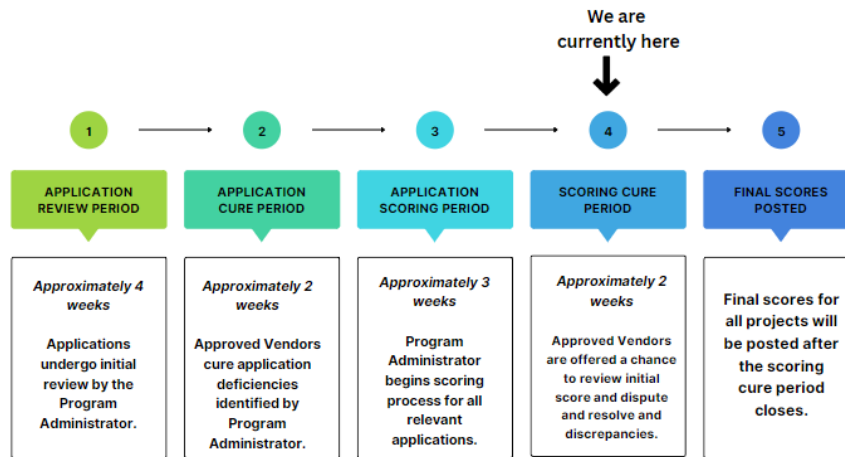 We are
currently here
1
2
3
4
5
APPLICATION
REVIEW PERIOD
APPLICATION
CURE PERIOD
APPLICATION
SCORING PERIOD
SCORING CURE
PERIOD
FINAL SCORES
POSTED
Approximately 4
weeks
Applications
undergo initial
review by the
Program
Administrator.
Approximately 2
weeks
Approved Vendors
cure application
deficiencies
identified by
Program
Administrator.
Approximately 3
weeks
Program
Administrator
begins scoring
process for all
relevant
applications.
Approximately 2
weeks
Approved Vendors
are offered a chance
to review initial
score and dispute
and resolve and
discrepancies.
Final scores for
all projects will
be posted after
the scoring
cure period
closes.